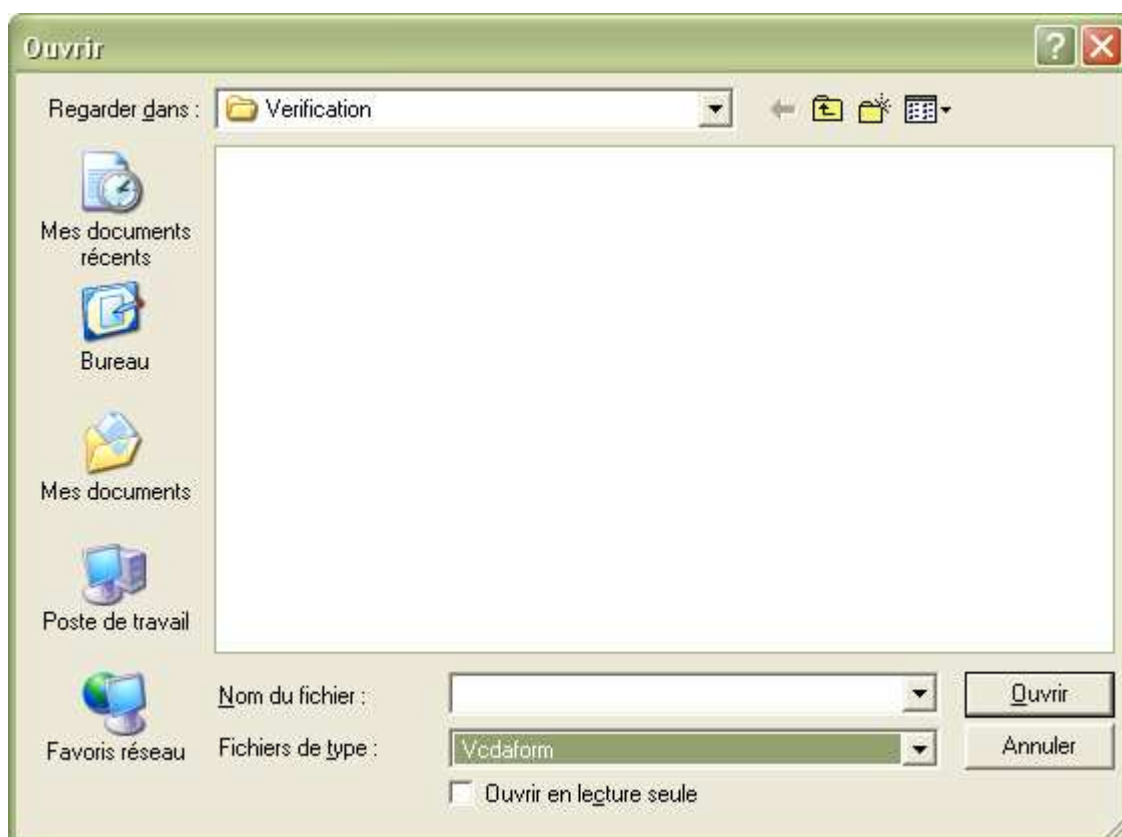 Ouvrir
Regarder dans :
Verification
Mes documents
récents
Bureau
Mes documents
Poste de travail
Favoris réseau
Nom du fichier :
Ouvrir
Fichiers de type :
Vcdaform
Annuler
Ouvrir en lecture seule